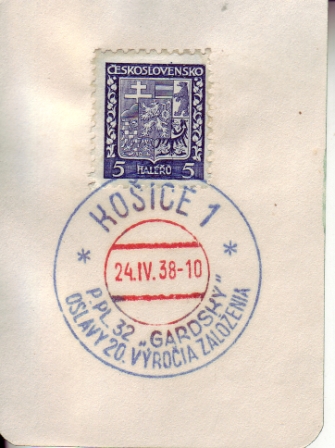 ČESKOSLOVENSKO
5 HALÉŘŮ 5
* KOŠICE 1 *
24.IV.38-10
P.PL. 32 „GARDSKÝ"
OSLAVY 20. VÝROČIA ZALOŽENIA